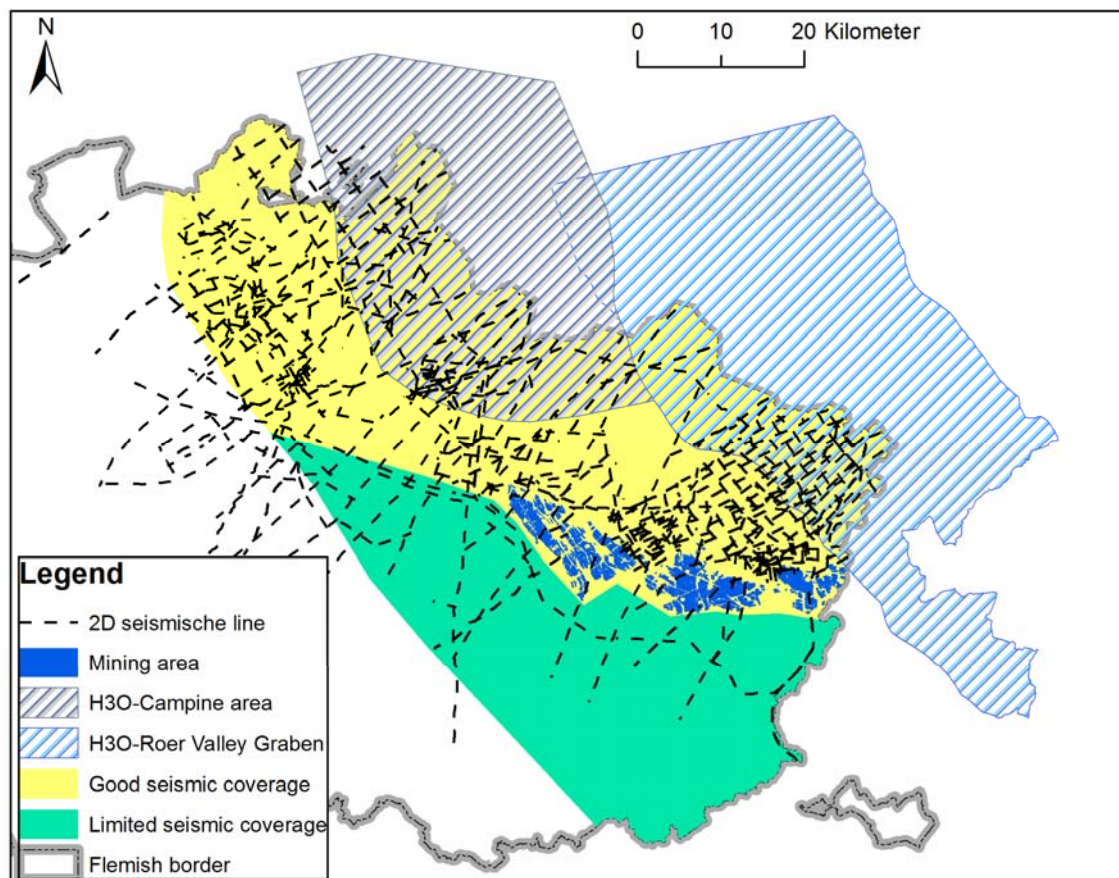 N
0 10 20 Kilometer
Legend
2D seismische line
Mining area
H3O-Campine area
H3O-Roer Valley Graben
Good seismic coverage
Limited seismic coverage
Flemish border